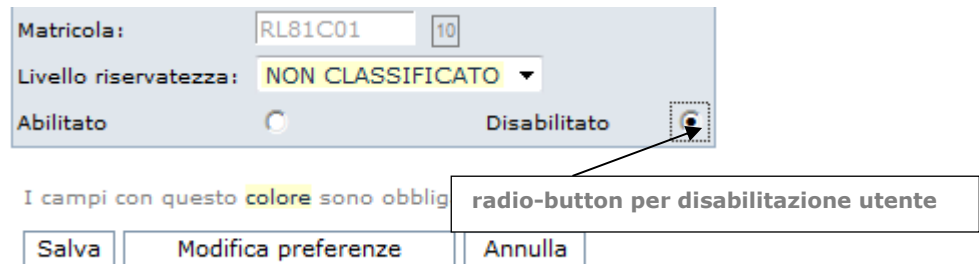 Matricola: RL81C01 10
Livello riservatezza: NON CLASSIFICATO
Abilitato Disabilitato
I campi con questo colore sono obblig
radio-button per disabilitazione utente
Salva Modifica preferenze Annulla